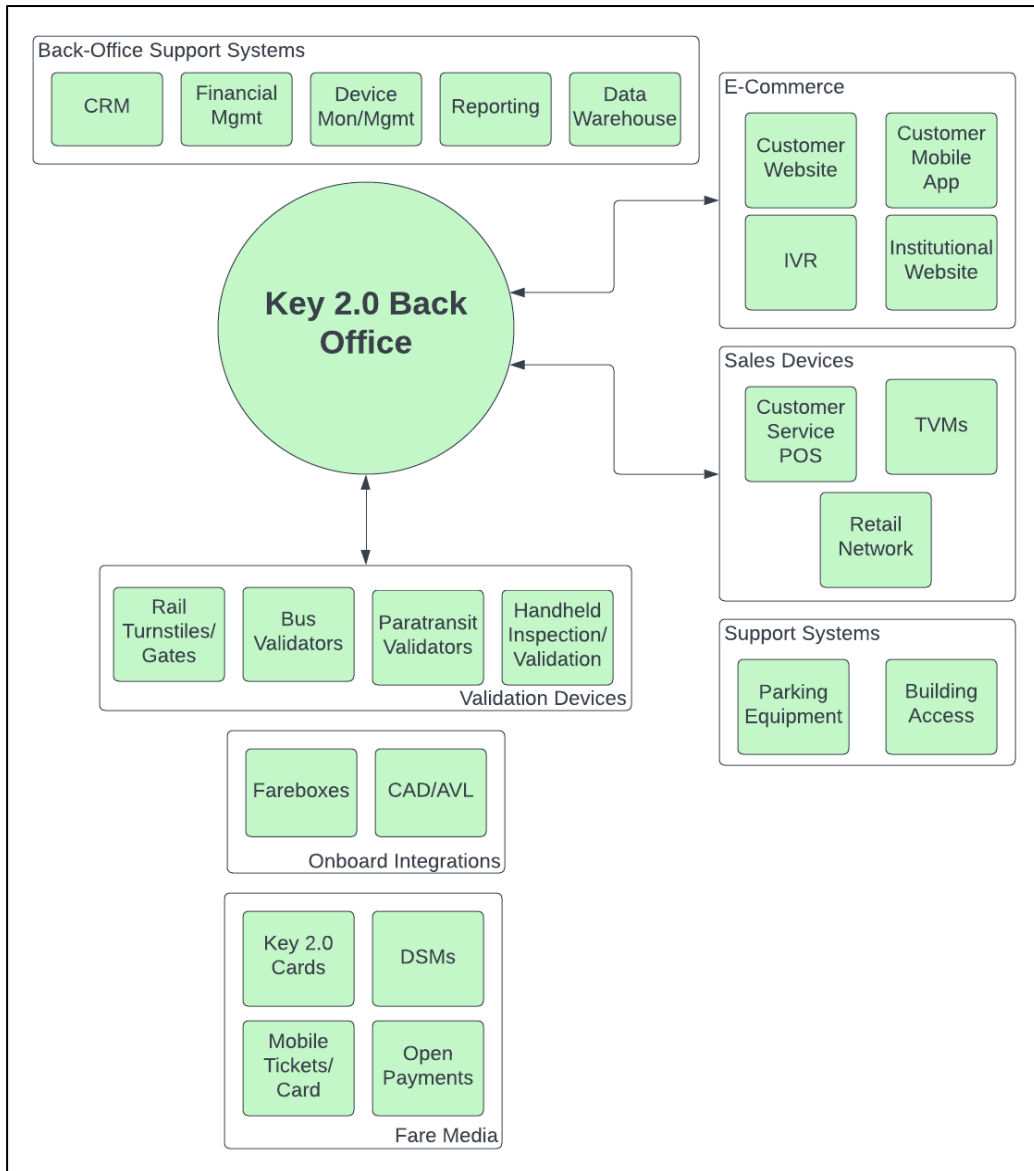 Back-Office Support Systems
CRM
Financial
Mgmt
Device
Mon/Mgmt
Reporting
Data
Warehouse
Key 2.0 Back
Office
E-Commerce
Customer
Website
Customer
Mobile
App
IVR
Institutional
Website
Sales Devices
Customer
Service
POS
TVMs
Retail
Network
Support Systems
Parking
Equipment
Building
Access
Rail
Turnstiles/
Gates
Bus
Validators
Paratransit
Validators
Handheld
Inspection/
Validation
Validation Devices
Fareboxes
CAD/AVL
Onboard Integrations
Key 2.0
Cards
DSMs
Mobile
Tickets/
Card
Open
Payments
Fare Media